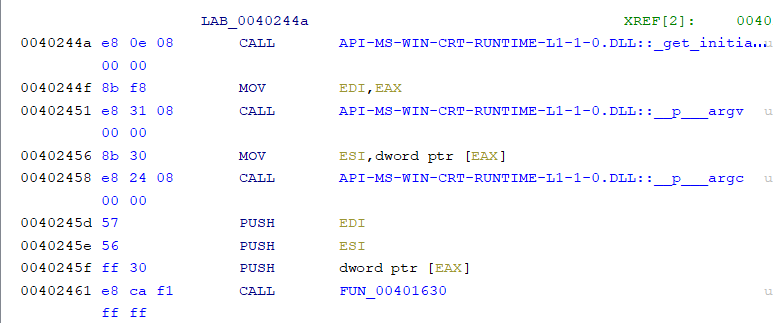 LAB_0040244a XREF[2]: 0040
0040244a e8 0e 08 CALL API-MS-WIN-CRT-RUNTIME-L1-1-0.DLL::_get_initia... u
00 00
0040244f 8b f8 MOV EDI,EAX
00402451 e8 31 08 CALL API-MS-WIN-CRT-RUNTIME-L1-1-0.DLL::__p___argv u
00 00
00402456 8b 30 MOV ESI,dword ptr [EAX]
00402458 e8 24 08 CALL API-MS-WIN-CRT-RUNTIME-L1-1-0.DLL::__p___argc u
00 00
0040245d 57 PUSH EDI
0040245e 56 PUSH ESI
0040245f ff 30 PUSH dword ptr [EAX]
00402461 e8 ca f1 CALL FUN_00401630 u
ff ff